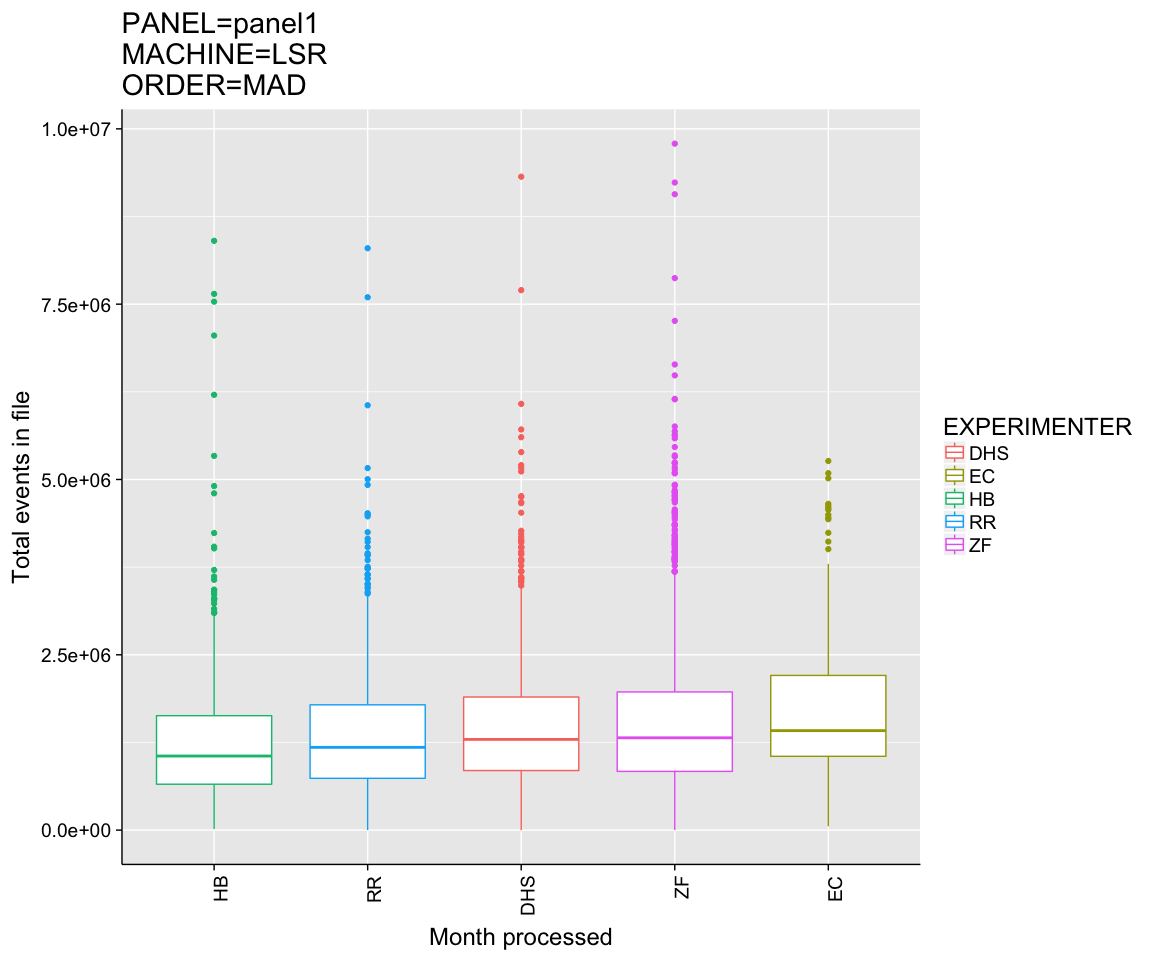 PANEL=panel1
MACHINE=LSR
ORDER=MAD
1.0e+07
7.5e+06
5.0e+06
2.5e+06
0.0e+00
Total events in file
HB
RR
DHS
ZF
EC
Month processed
EXPERIMENTER
DHS
EC
HB
RR
ZF